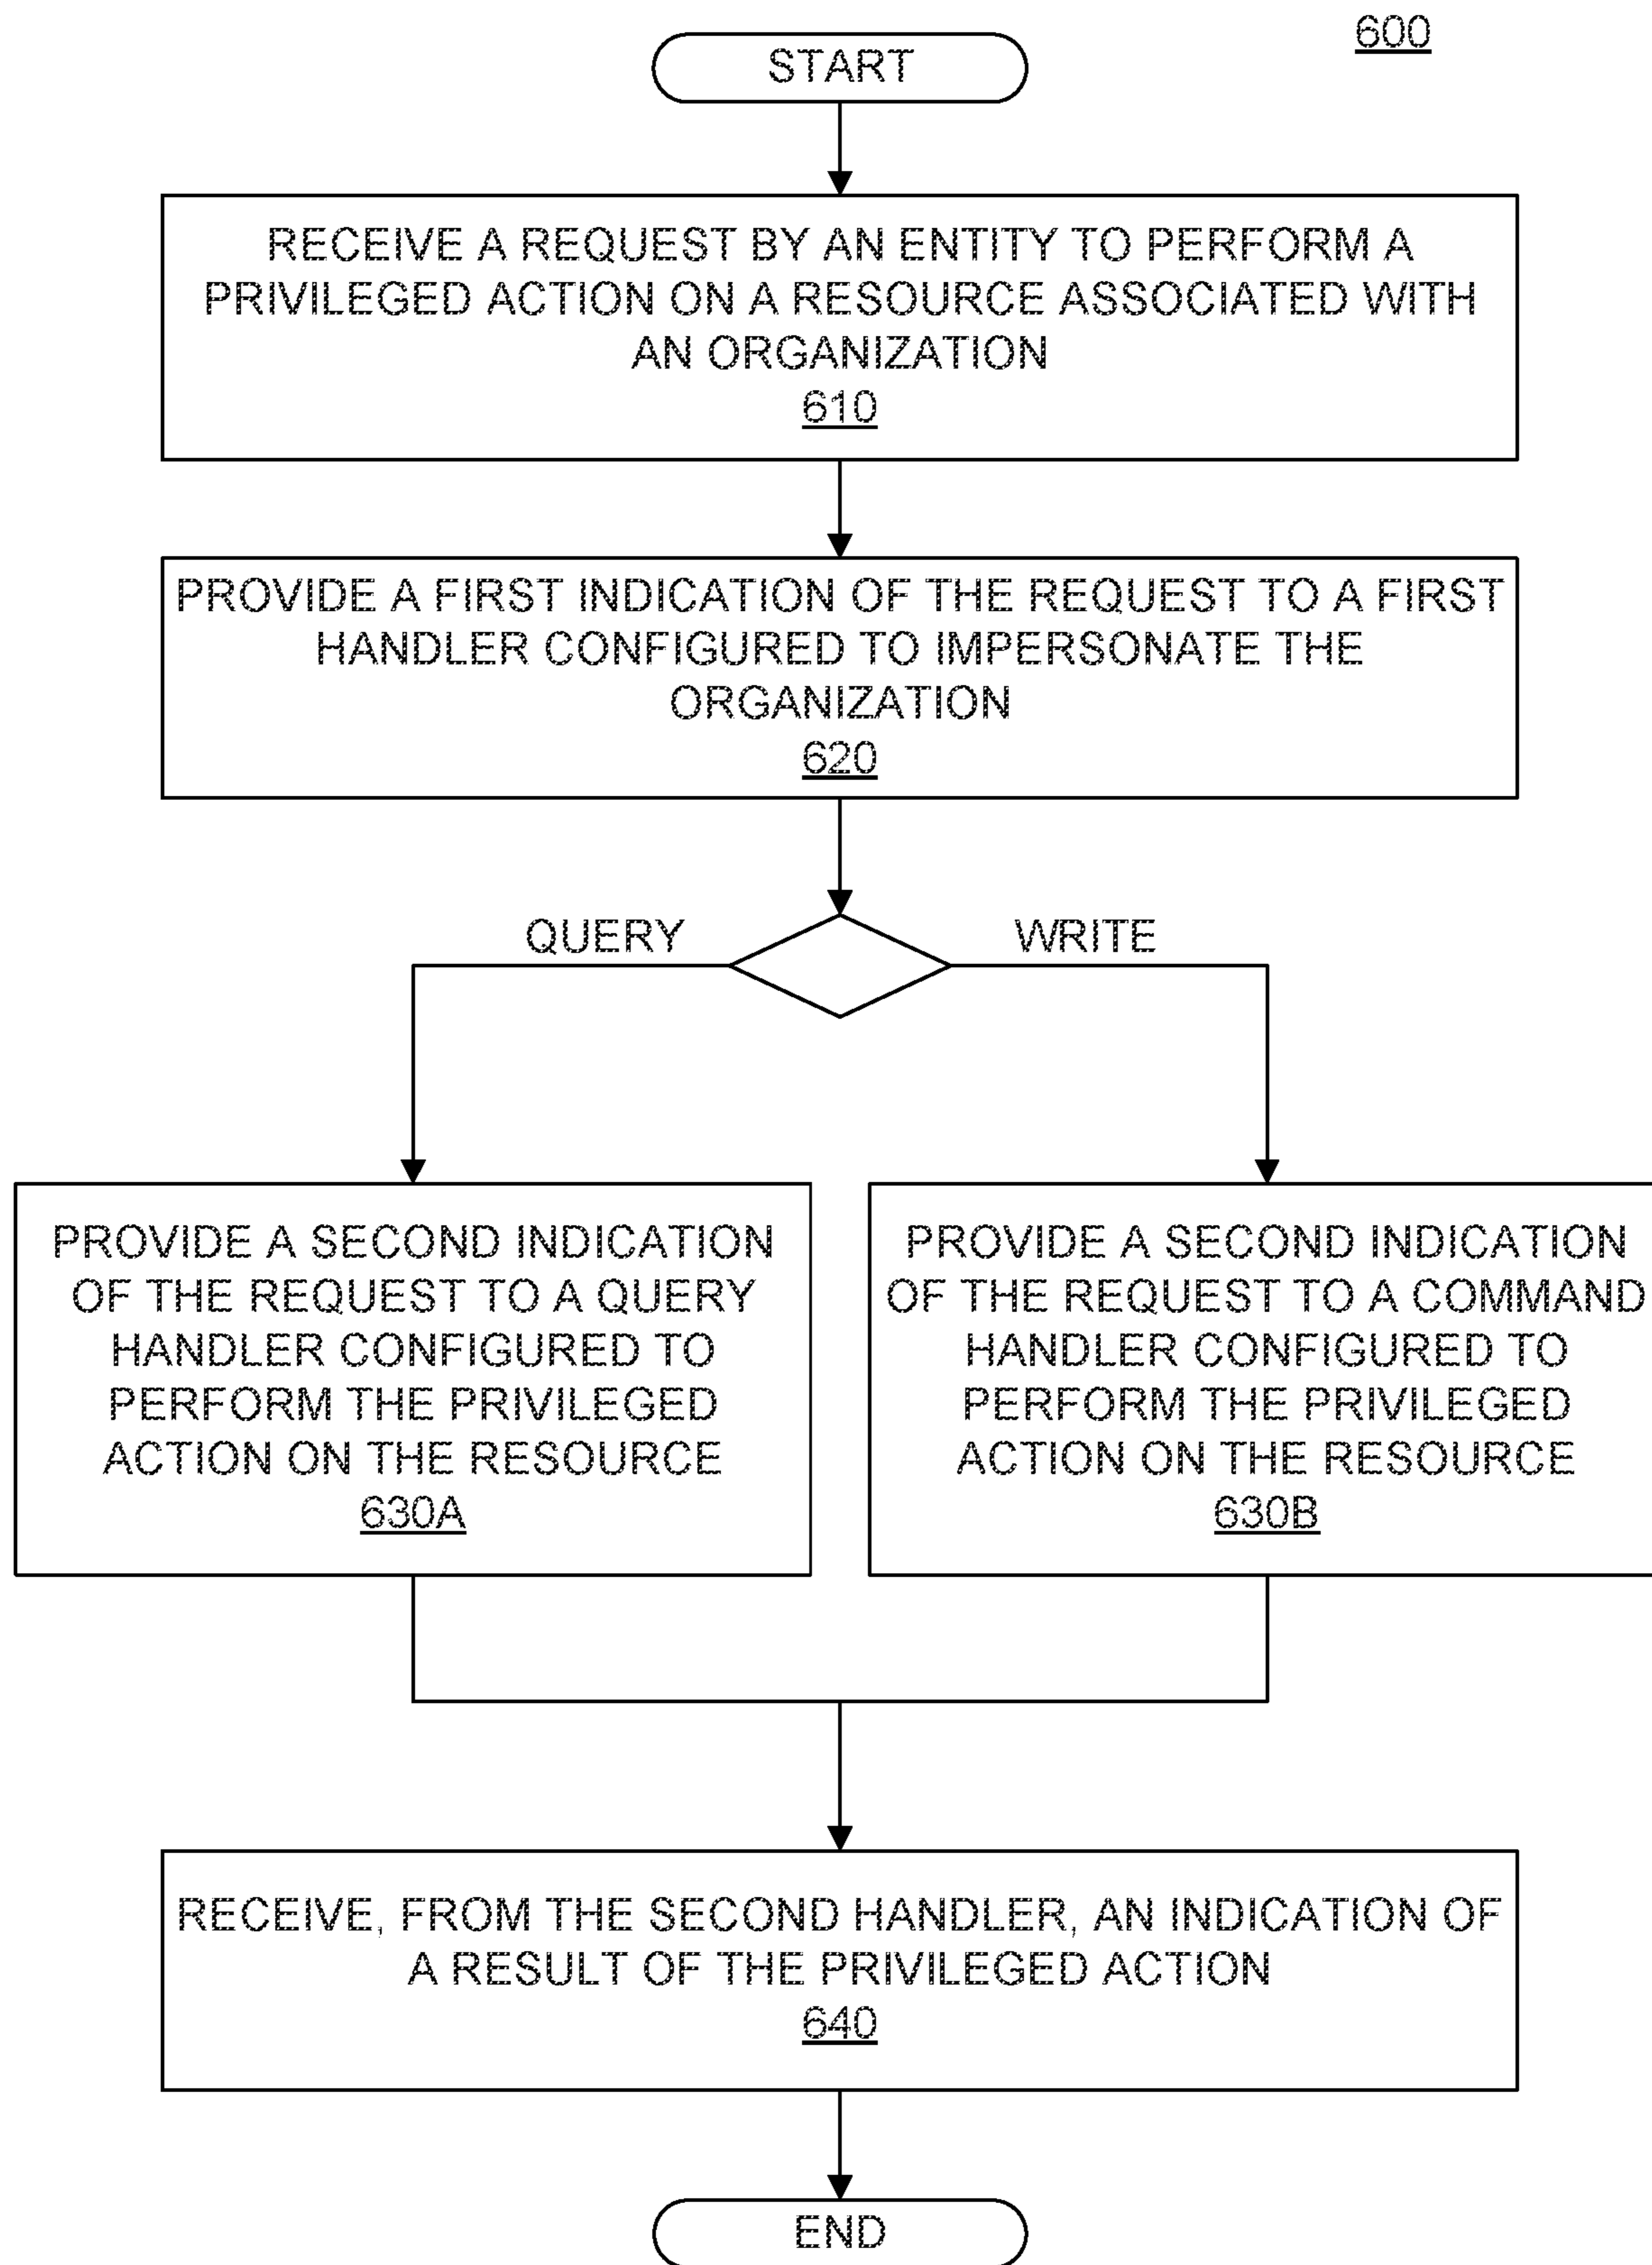 600
START
RECEIVE A REQUEST BY AN ENTITY TO PERFORM A
PRIVILEGED ACTION ON A RESOURCE ASSOCIATED WITH
AN ORGANIZATION
610
PROVIDE A FIRST INDICATION OF THE REQUEST TO A FIRST
HANDLER CONFIGURED TO IMPERSONATE THE
ORGANIZATION
620
QUERY
WRITE
PROVIDE A SECOND INDICATION
OF THE REQUEST TO A QUERY
HANDLER CONFIGURED TO
PERFORM THE PRIVILEGED
ACTION ON THE RESOURCE
630A
PROVIDE A SECOND INDICATION
OF THE REQUEST TO A COMMAND
HANDLER CONFIGURED TO
PERFORM THE PRIVILEGED
ACTION ON THE RESOURCE
630B
RECEIVE, FROM THE SECOND HANDLER, AN INDICATION OF
A RESULT OF THE PRIVILEGED ACTION
640
END